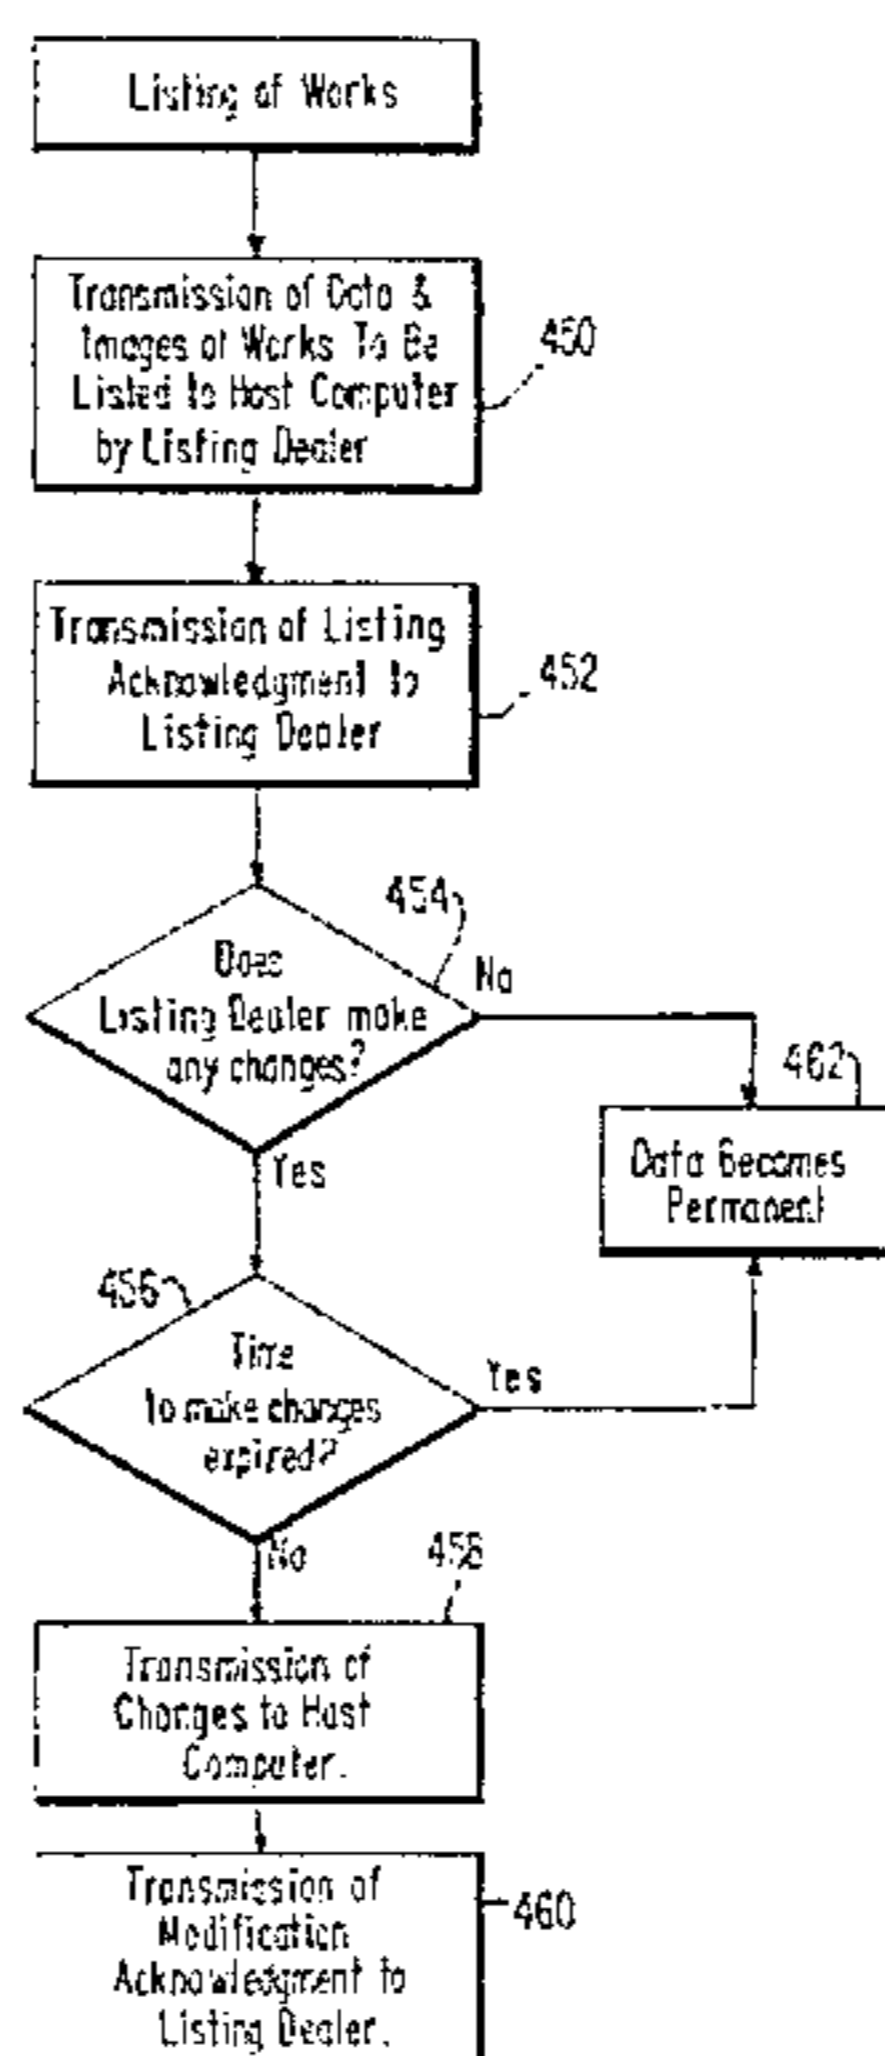 Listing of Works
Transmission of Data &
Images of Works To Be
Listed to Host Computer
by Listing Dealer
450
Transmission of Listing
Acknowledgment to
Listing Dealer
452
454
Does
Listing Dealer make
any changes?
No
Yes
462
Data Becomes
Permanent
456
Time
to make changes
expired?
Yes
No
458
Transmission of
Changes to Host
Computer.
Transmission of
Modification
Acknowledgment to
Listing Dealer.
460